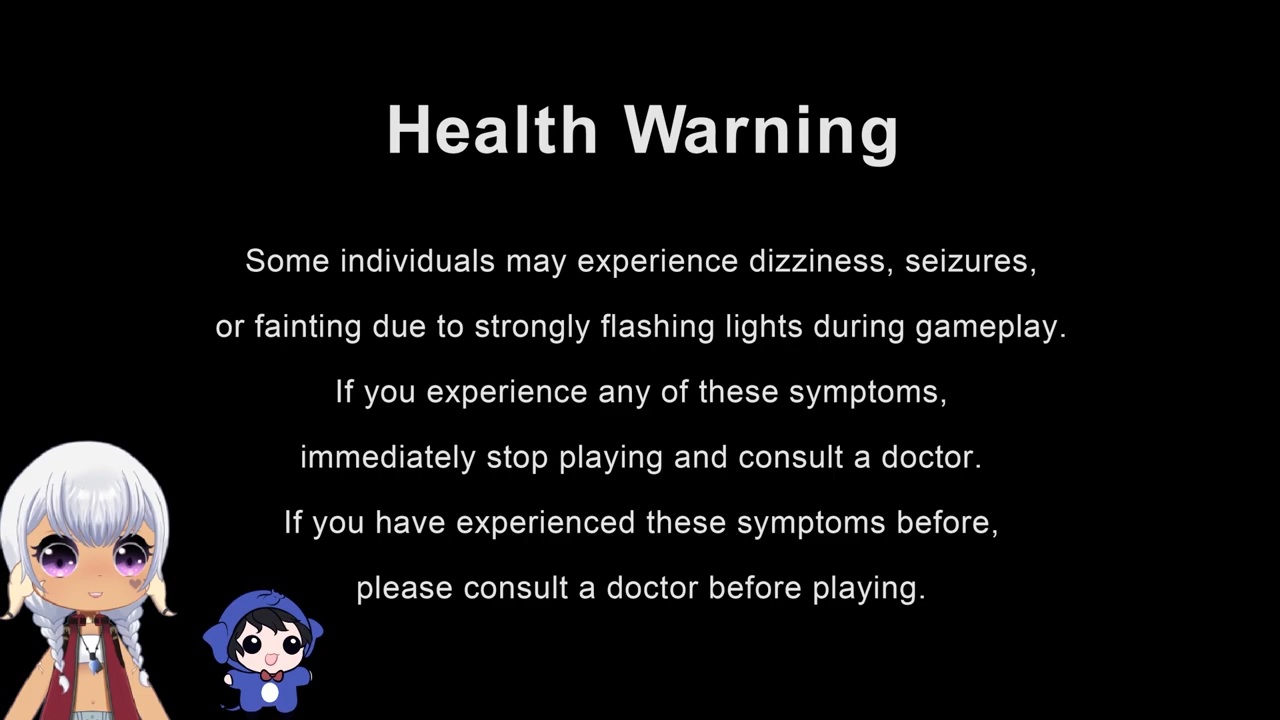 Health Warning
Some individuals may experience dizziness, seizures,
or fainting due to strongly flashing lights during gameplay.
If you experience any of these symptoms,
immediately stop playing and consult a doctor.
If you have experienced these symptoms before,
please consult a doctor before playing.